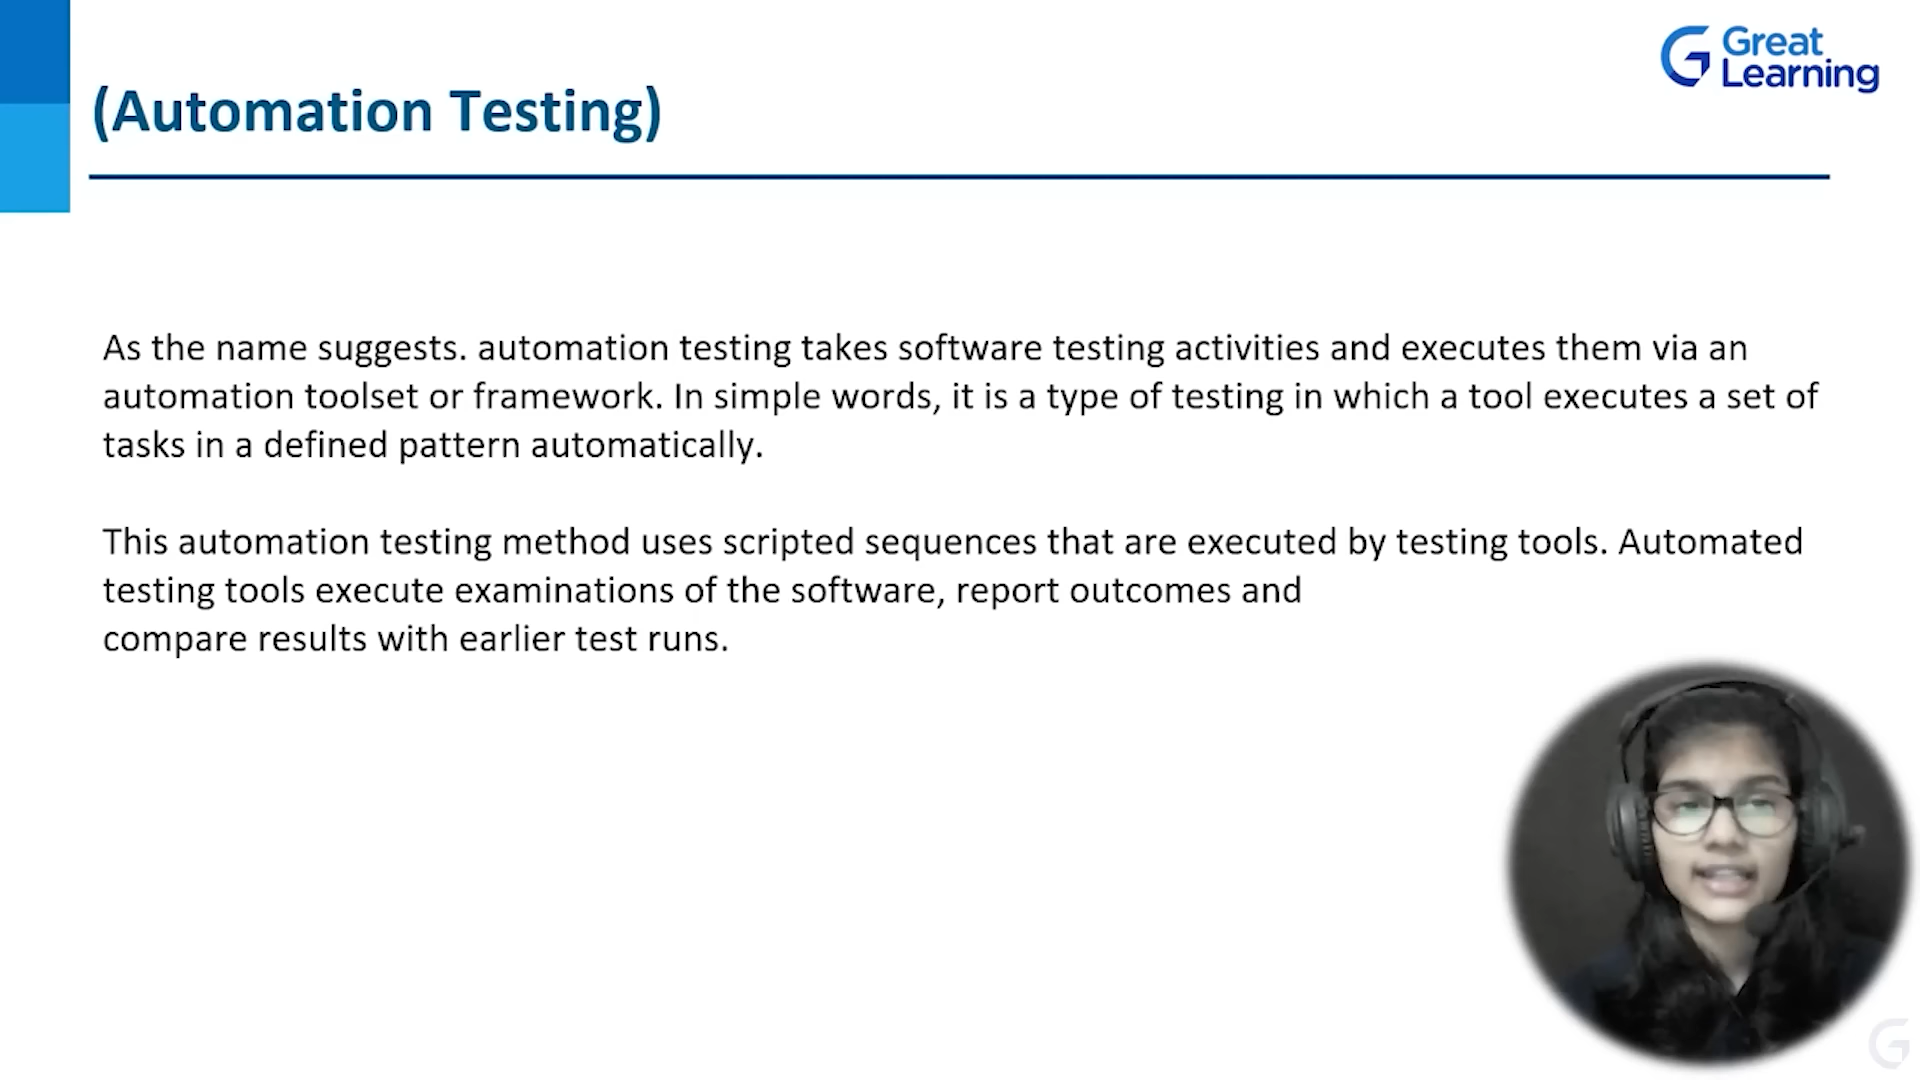 Great
Learning
(Automation Testing)
As the name suggests. automation testing takes software testing activities and executes them via an
automation toolset or framework. In simple words, it is a type of testing in which a tool executes a set of
tasks in a defined pattern automatically.
This automation testing method uses scripted sequences that are executed by testing tools. Automated
testing tools execute examinations of the software, report outcomes and
compare results with earlier test runs.